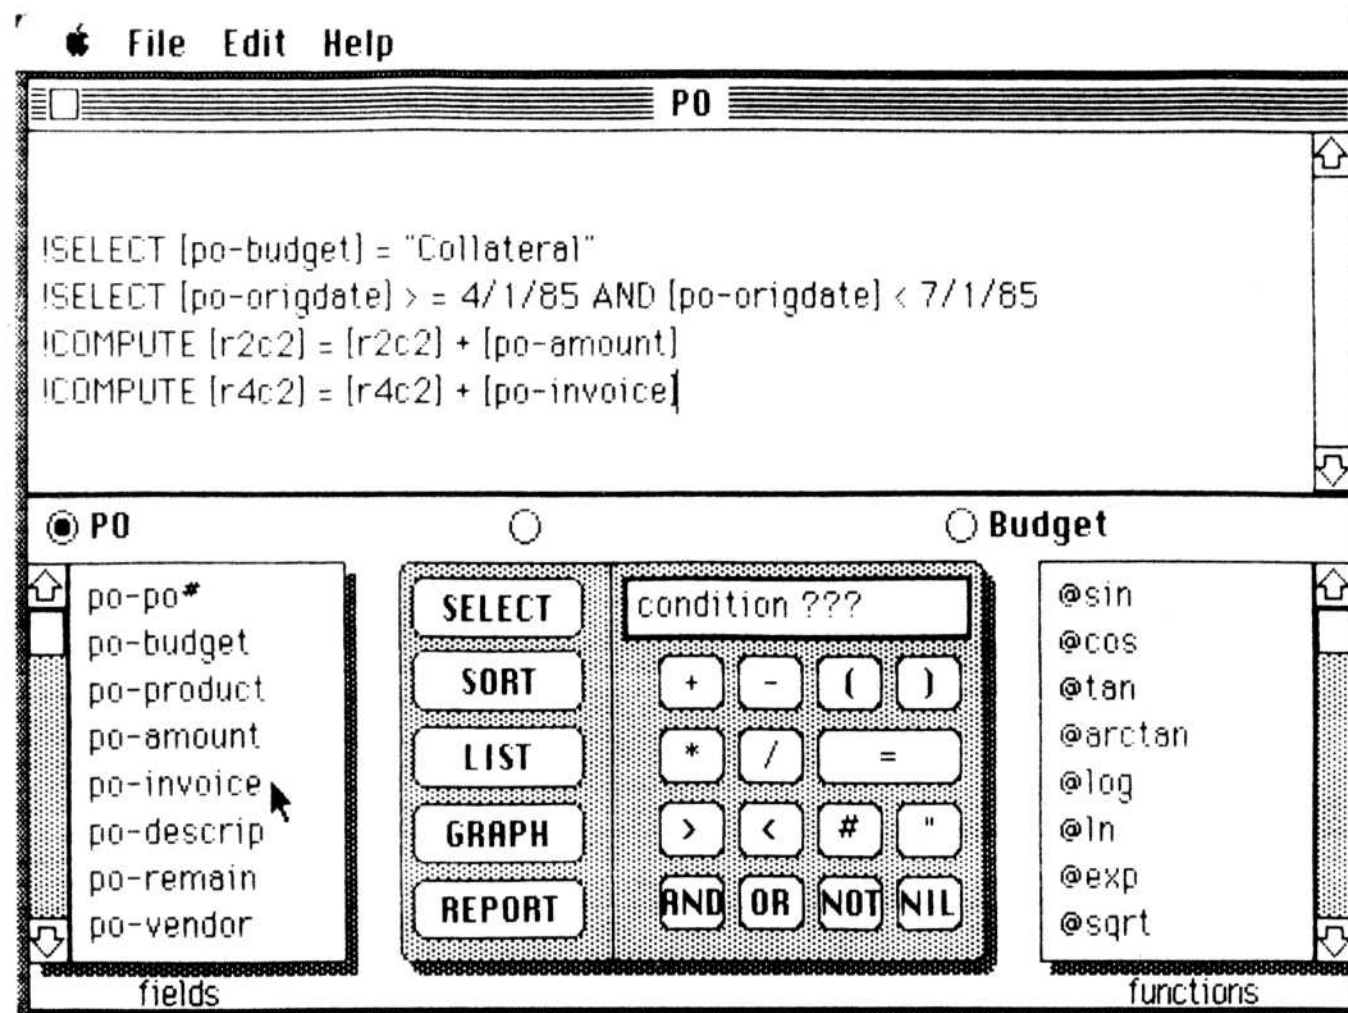 File Edit Help
PO
!SELECT [po-budget] = "Collateral"
!SELECT [po-origdate] > = 4/1/85 AND [po-origdate] < 7/1/85
!COMPUTE [r2c2] = [r2c2] + [po-amount]
!COMPUTE [r4c2] = [r4c2] + [po-invoice]
PO
Budget
po-po#
po-budget
po-product
po-amount
po-invoice
po-descrip
po-remain
po-vendor
fields
SELECT
SORT
LIST
GRAPH
REPORT
condition ???
+ - ( )
* / =
> < # "
AND OR NOT NIL
@sin
@cos
@tan
@arctan
@log
@ln
@exp
@sqrt
functions